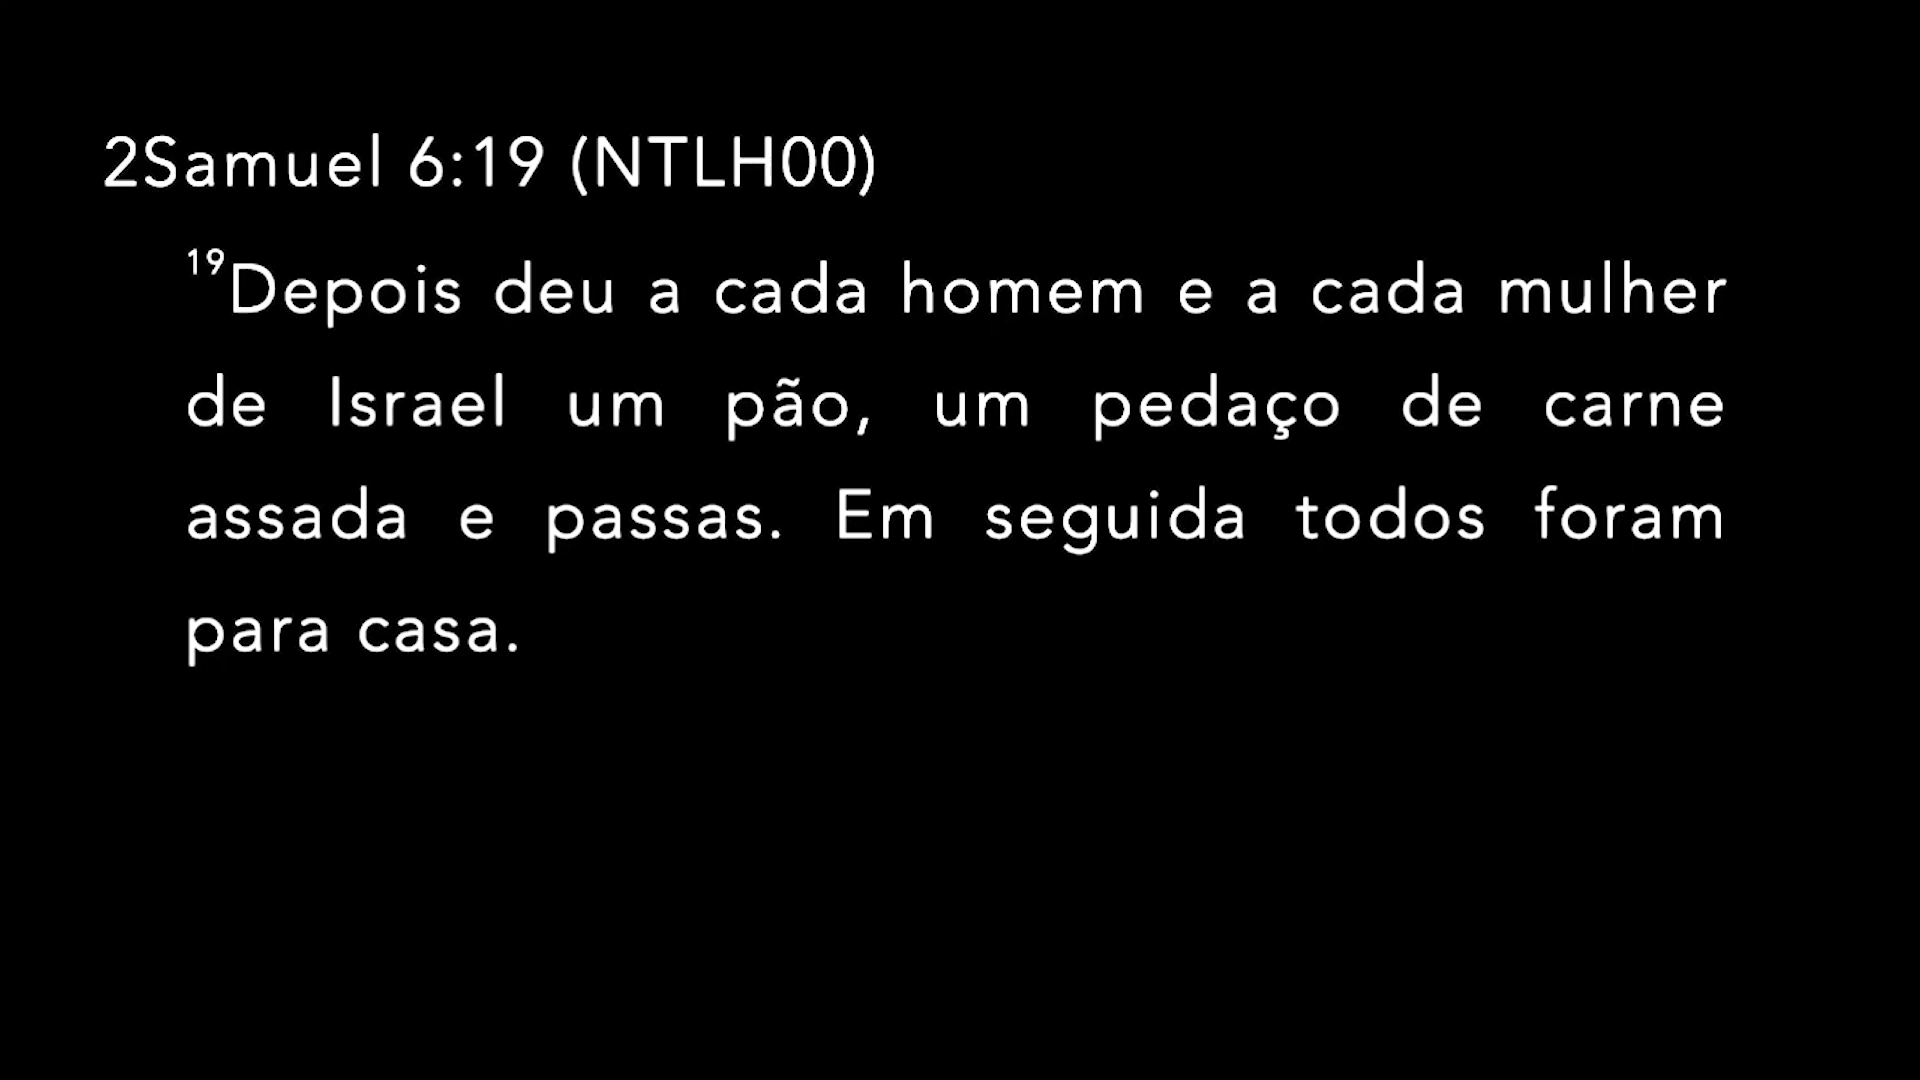 2Samuel 6:19 (NTLH00)
19Depois deu a cada homem e a cada mulher
de Israel um pão, um pedaço de carne
assada e passas. Em seguida todos foram
para casa.